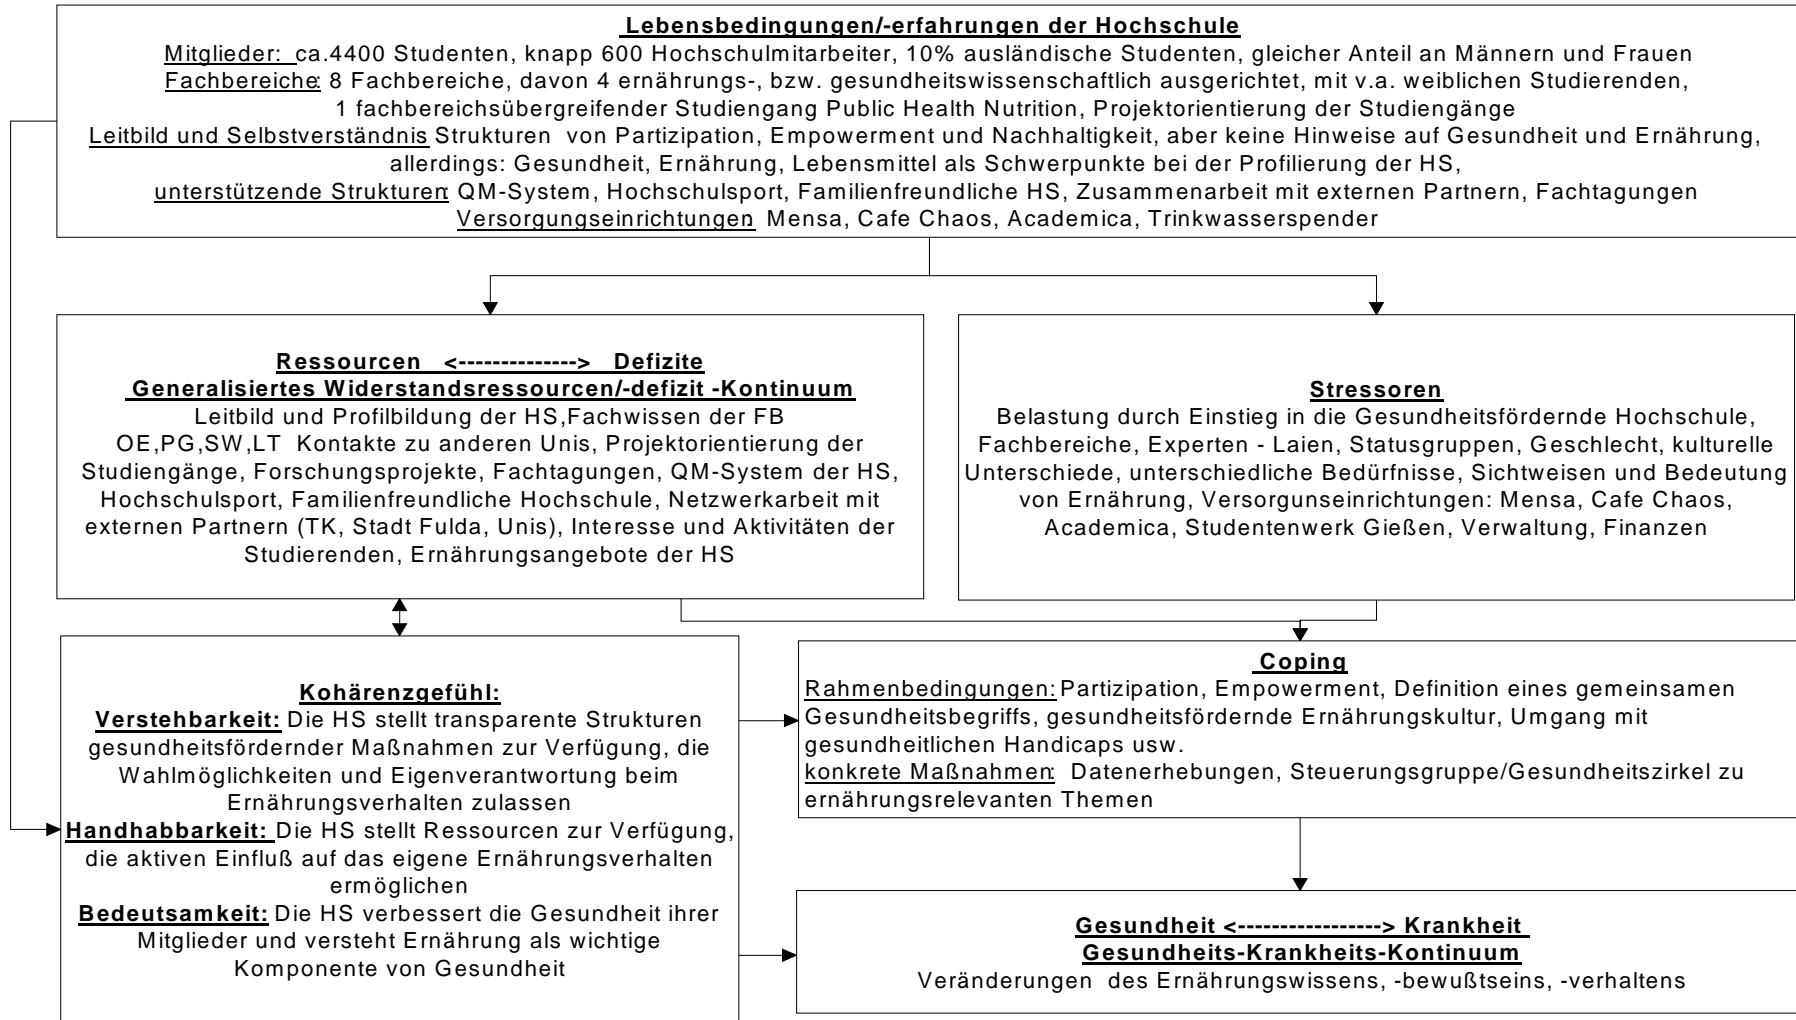 Lebensbedingungen/-erfahrungen der Hochschule
Mitglieder: ca.4400 Studenten, knapp 600 Hochschulmitarbeiter, 10% ausländische Studenten, gleicher Anteil an Männern und Frauen
Fachbereiche: 8 Fachbereiche, davon 4 ernährungs-, bzw. gesundheitswissenschaftlich ausgerichtet, mit v.a. weiblichen Studierenden,
1 fachbereichsübergreifender Studiengang Public Health Nutrition, Projektorientierung der Studiengänge
Leitbild und Selbstverständnis Strukturen von Partizipation, Empowerment und Nachhaltigkeit, aber keine Hinweise auf Gesundheit und Ernährung,
allerdings: Gesundheit, Ernährung, Lebensmittel als Schwerpunkte bei der Profilierung der HS,
unterstützende Strukturen: QM-System, Hochschulsport, Familienfreundliche HS, Zusammenarbeit mit externen Partnern, Fachtagungen
Versorgungseinrichtungen Mensa, Cafe Chaos, Academica, Trinkwasserspender
Ressourcen <--------------> Defizite
Generalisiertes Widerstandsressourcen/-defizit -Kontinuum
Leitbild und Profilbildung der HS,Fachwissen der FB
OE,PG,SW,LT Kontakte zu anderen Unis, Projektorientierung der
Studiengänge, Forschungsprojekte, Fachtagungen, QM-System der HS,
Hochschulsport, Familienfreundliche Hochschule, Netzwerkarbeit mit
externen Partnern (TK, Stadt Fulda, Unis), Interesse und Aktivitäten der
Studierenden, Ernährungsangebote der HS
Stressoren
Belastung durch Einstieg in die Gesundheitsfördernde Hochschule,
Fachbereiche, Experten - Laien, Statusgruppen, Geschlecht, kulturelle
Unterschiede, unterschiedliche Bedürfnisse, Sichtweisen und Bedeutung
von Ernährung, Versorgunseinrichtungen: Mensa, Cafe Chaos,
Academica, Studentenwerk Gießen, Verwaltung, Finanzen
Kohärenzgefühl:
Verstehbarkeit: Die HS stellt transparente Strukturen
gesundheitsfördernder Maßnahmen zur Verfügung, die
Wahlmöglichkeiten und Eigenverantwortung beim
Ernährungsverhalten zulassen
Handhabbarkeit: Die HS stellt Ressourcen zur Verfügung,
die aktiven Einfluß auf das eigene Ernährungsverhalten
ermöglichen
Bedeutsamkeit: Die HS verbessert die Gesundheit ihrer
Mitglieder und versteht Ernährung als wichtige
Komponente von Gesundheit
Coping
Rahmenbedingungen: Partizipation, Empowerment, Definition eines gemeinsamen
Gesundheitsbegriffs, gesundheitsfördernde Ernährungskultur, Umgang mit
gesundheitlichen Handicaps usw.
konkrete Maßnahmen: Datenerhebungen, Steuerungsgruppe/Gesundheitszirkel zu
ernährungsrelevanten Themen
Gesundheit <-----------------> Krankheit
Gesundheits-Krankheits-Kontinuum
Veränderungen des Ernährungswissens, -bewußtseins, -verhaltens